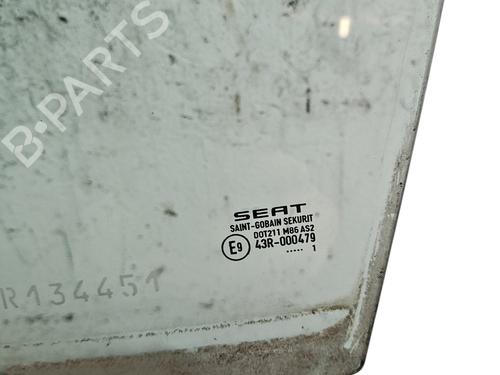 B-PARTS
SEAT
SAINT-GOBAIN SEKURIT
DOT211 M86 AS2
E9 43R-000479
..... 1
R134451